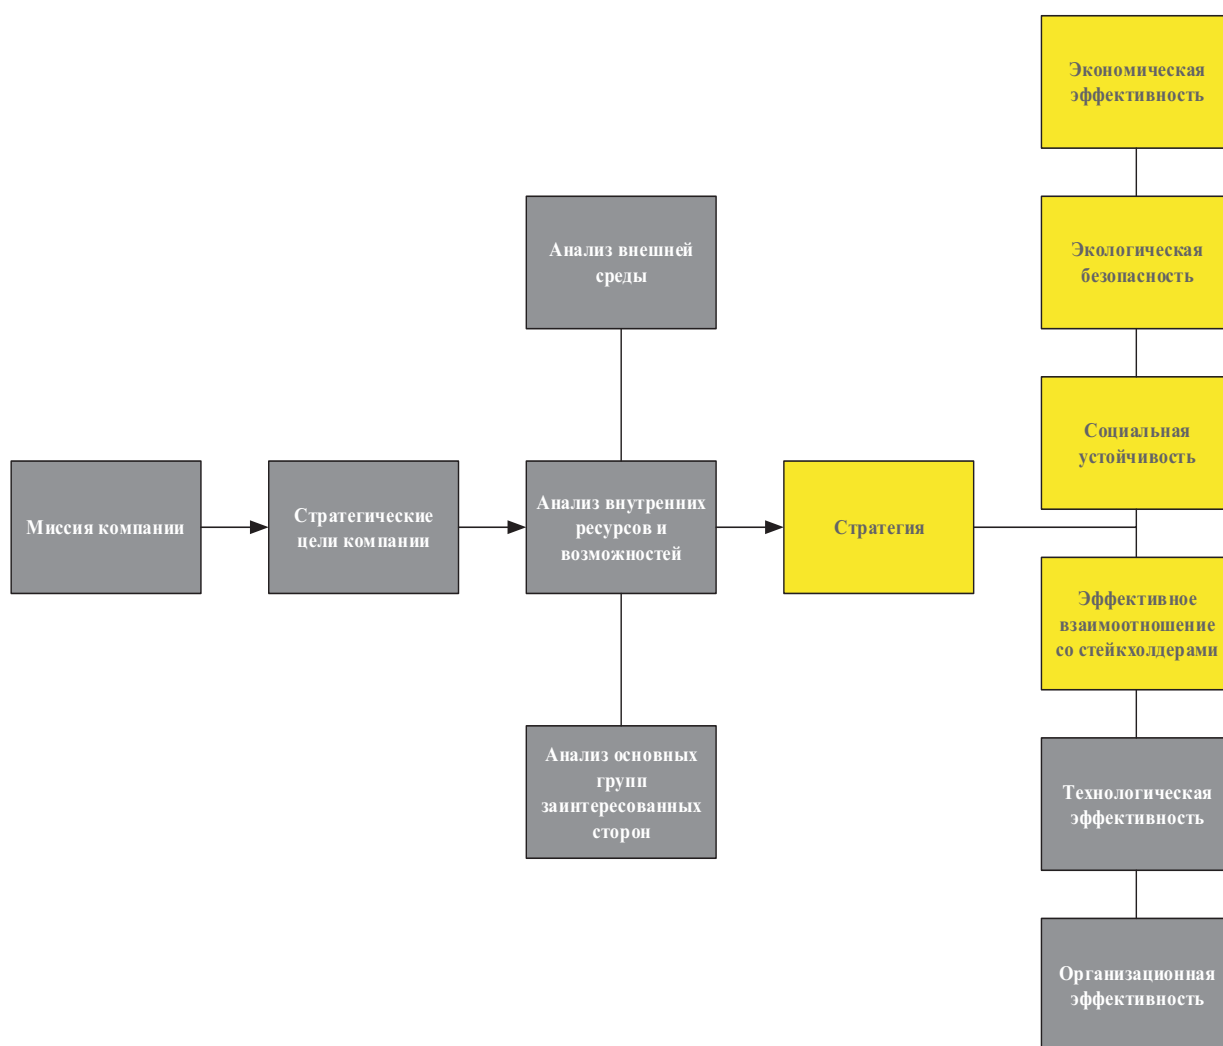 Миссия компании
Стратегические
цели компании
Анализ внешней
среды
Анализ внутренних
ресурсов и
возможностей
Анализ основных
групп
заинтересованных
сторон
Стратегия
Экономическая
эффективность
Экологическая
безопасность
Социальная
устойчивость
Эффективное
взаимоотношение
со стейкхолдерами
Технологическая
эффективность
Организационная
эффективность